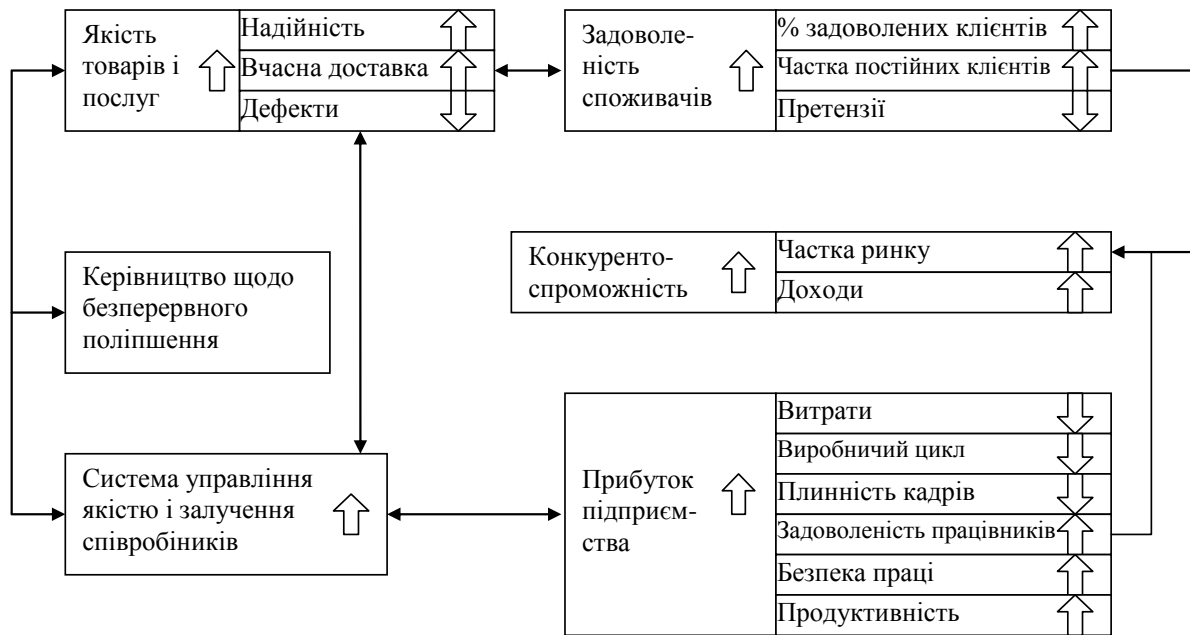 Якість
товарів і
послуг
Надійність
Вчасна доставка
Дефекти
Задоволе-
ність
споживачів
% задоволених клієнтів
Частка постійних клієнтів
Претензії
Керівництво щодо
безперервного
поліпшення
Конкуренто-
спроможність
Частка ринку
Доходи
Система управління
якістю і залучення
співробіників
Прибуток
підприєм-
ства
Витрати
Виробничий цикл
Плинність кадрів
Задоволеність працівників
Безпека праці
Продуктивність